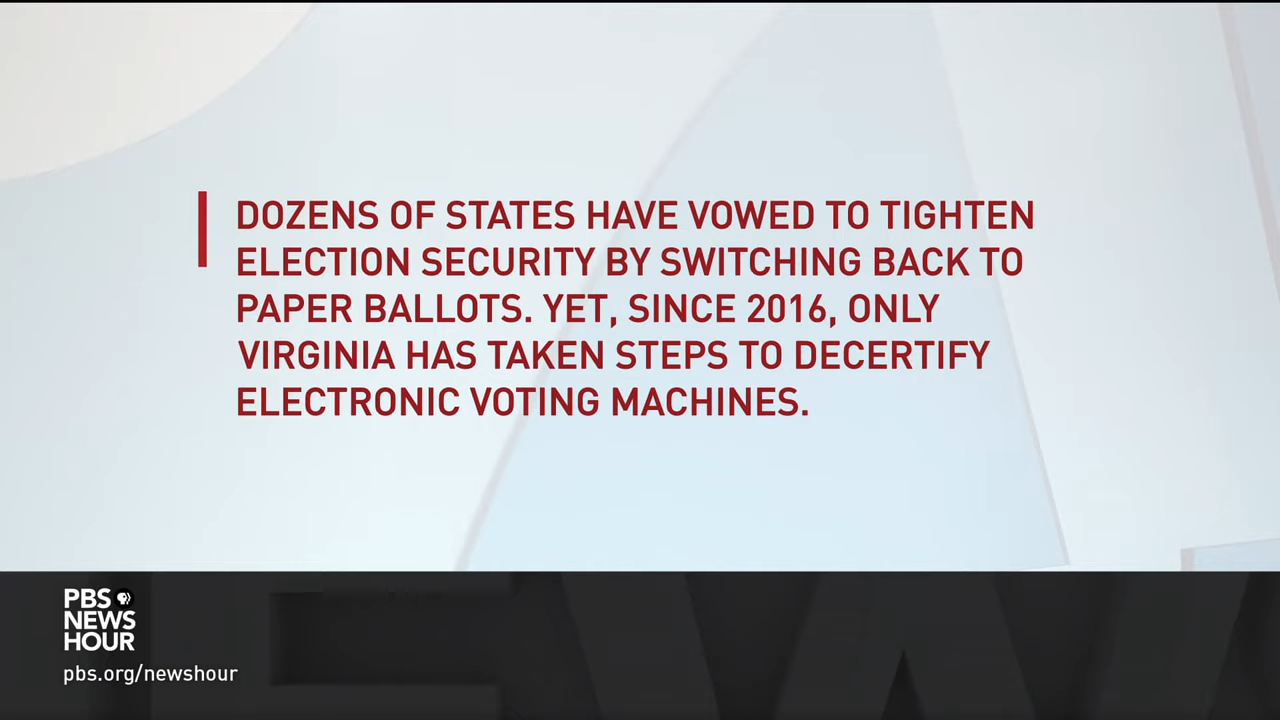 DOZENS OF STATES HAVE VOWED TO TIGHTEN
ELECTION SECURITY BY SWITCHING BACK TO
PAPER BALLOTS. YET, SINCE 2016, ONLY
VIRGINIA HAS TAKEN STEPS TO DECERTIFY
ELECTRONIC VOTING MACHINES.
PBS
NEWS
HOUR
pbs.org/newshour